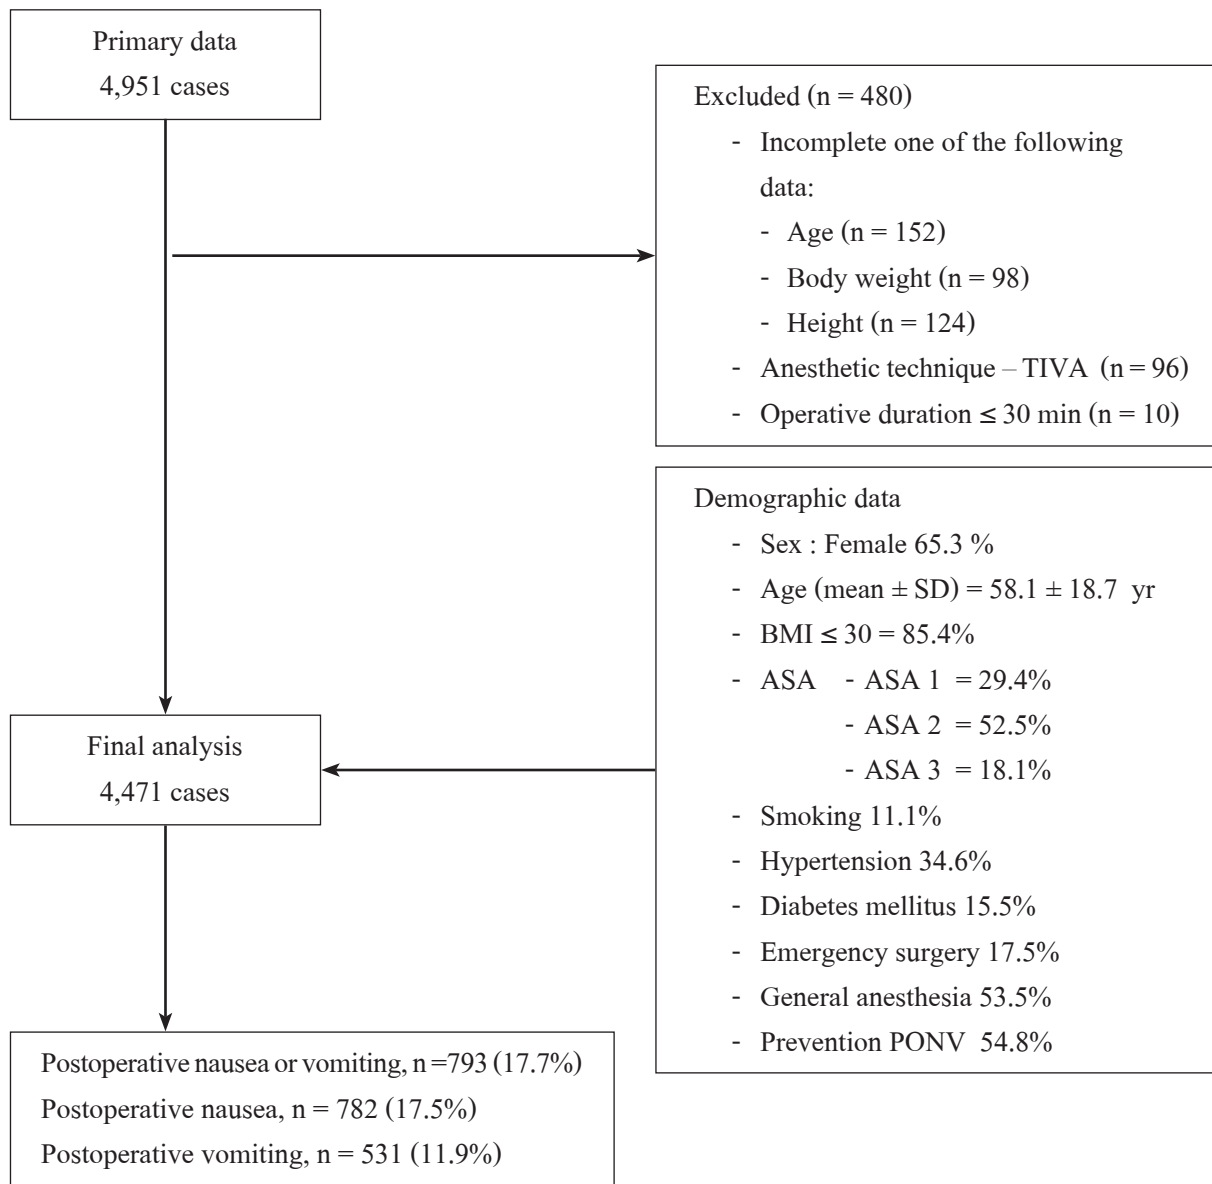 Primary data
4,951 cases
Excluded (n = 480)
- Incomplete one of the following
data:
- Age (n = 152)
- Body weight (n = 98)
- Height (n = 124)
- Anesthetic technique – TIVA (n = 96)
- Operative duration ≤ 30 min (n = 10)
Demographic data
- Sex : Female 65.3 %
- Age (mean ± SD) = 58.1 ± 18.7 yr
- BMI ≤ 30 = 85.4%
- ASA - ASA 1 = 29.4%
- ASA 2 = 52.5%
- ASA 3 = 18.1%
- Smoking 11.1%
- Hypertension 34.6%
- Diabetes mellitus 15.5%
- Emergency surgery 17.5%
- General anesthesia 53.5%
- Prevention PONV 54.8%
Final analysis
4,471 cases
Postoperative nausea or vomiting, n =793 (17.7%)
Postoperative nausea, n = 782 (17.5%)
Postoperative vomiting, n = 531 (11.9%)